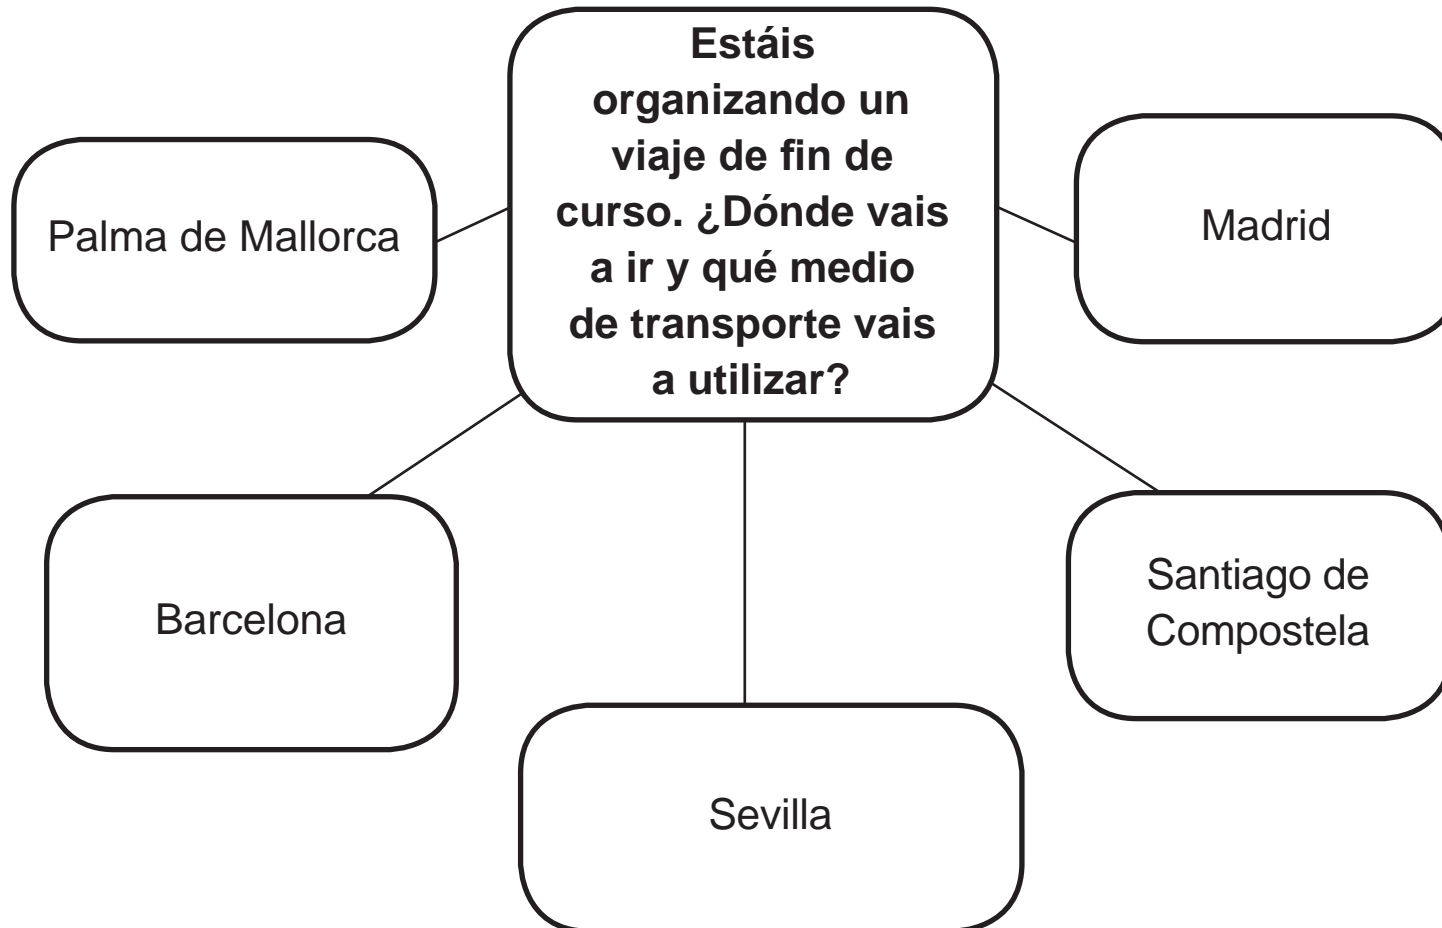 Estáis
organizando un
viaje de fin de
curso. ¿Dónde vais
a ir y qué medio
de transporte vais
a utilizar?
Palma de Mallorca
Madrid
Barcelona
Santiago de
Compostela
Sevilla